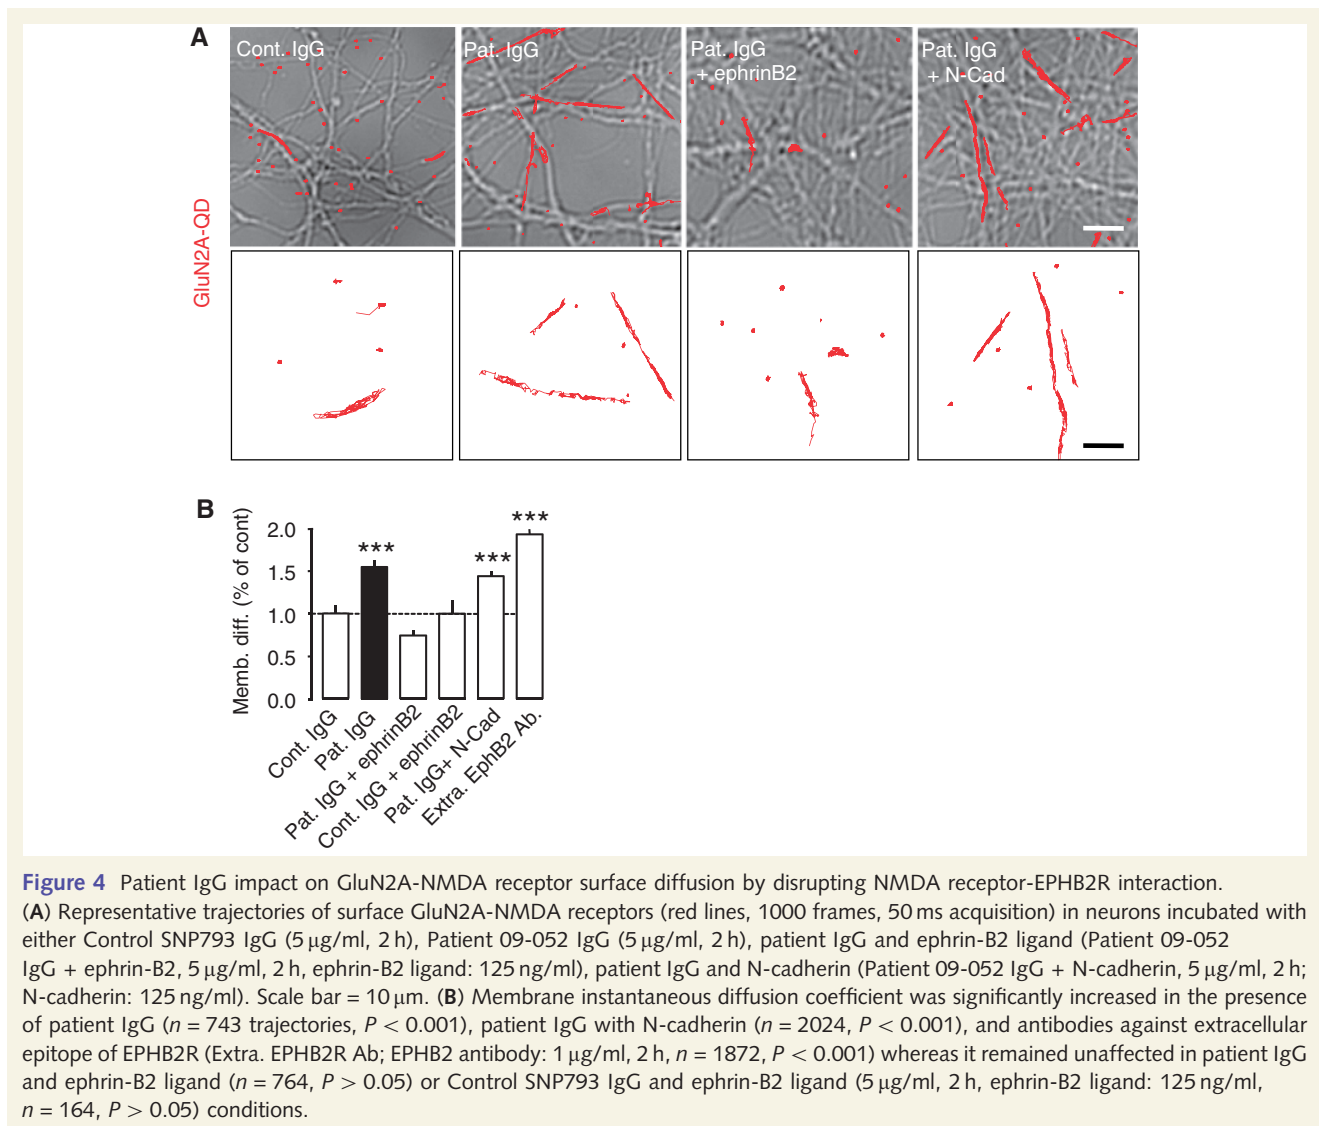 A
Cont. IgG
Pat. IgG
Pat. IgG
+ ephrinB2
Pat. IgG
+ N-Cad
GluN2A-QD
B
Memb. diff. (% of cont)
2.0
1.5
1.0
0.5
0.0
***
***
***
Cont. IgG
Pat. IgG
Pat. IgG + ephrinB2
Cont. IgG + ephrinB2
Pat. IgG+ N-Cad
Extra. EphB2 Ab.
Figure 4 Patient IgG impact on GluN2A-NMDA receptor surface diffusion by disrupting NMDA receptor-EPHB2R interaction.
(A) Representative trajectories of surface GluN2A-NMDA receptors (red lines, 1000 frames, 50 ms acquisition) in neurons incubated with
either Control SNP793 IgG (5 μg/ml, 2 h), Patient 09-052 IgG (5 μg/ml, 2 h), patient IgG and ephrin-B2 ligand (Patient 09-052
IgG + ephrin-B2, 5 μg/ml, 2 h, ephrin-B2 ligand: 125 ng/ml), patient IgG and N-cadherin (Patient 09-052 IgG + N-cadherin, 5 μg/ml, 2 h;
N-cadherin: 125 ng/ml). Scale bar = 10 μm. (B) Membrane instantaneous diffusion coefficient was significantly increased in the presence
of patient IgG (n = 743 trajectories, P < 0.001), patient IgG with N-cadherin (n = 2024, P < 0.001), and antibodies against extracellular
epitope of EPHB2R (Extra. EPHB2R Ab; EPHB2 antibody: 1 μg/ml, 2 h, n = 1872, P < 0.001) whereas it remained unaffected in patient IgG
and ephrin-B2 ligand (n = 764, P > 0.05) or Control SNP793 IgG and ephrin-B2 ligand (5 μg/ml, 2 h, ephrin-B2 ligand: 125 ng/ml,
n = 164, P > 0.05) conditions.